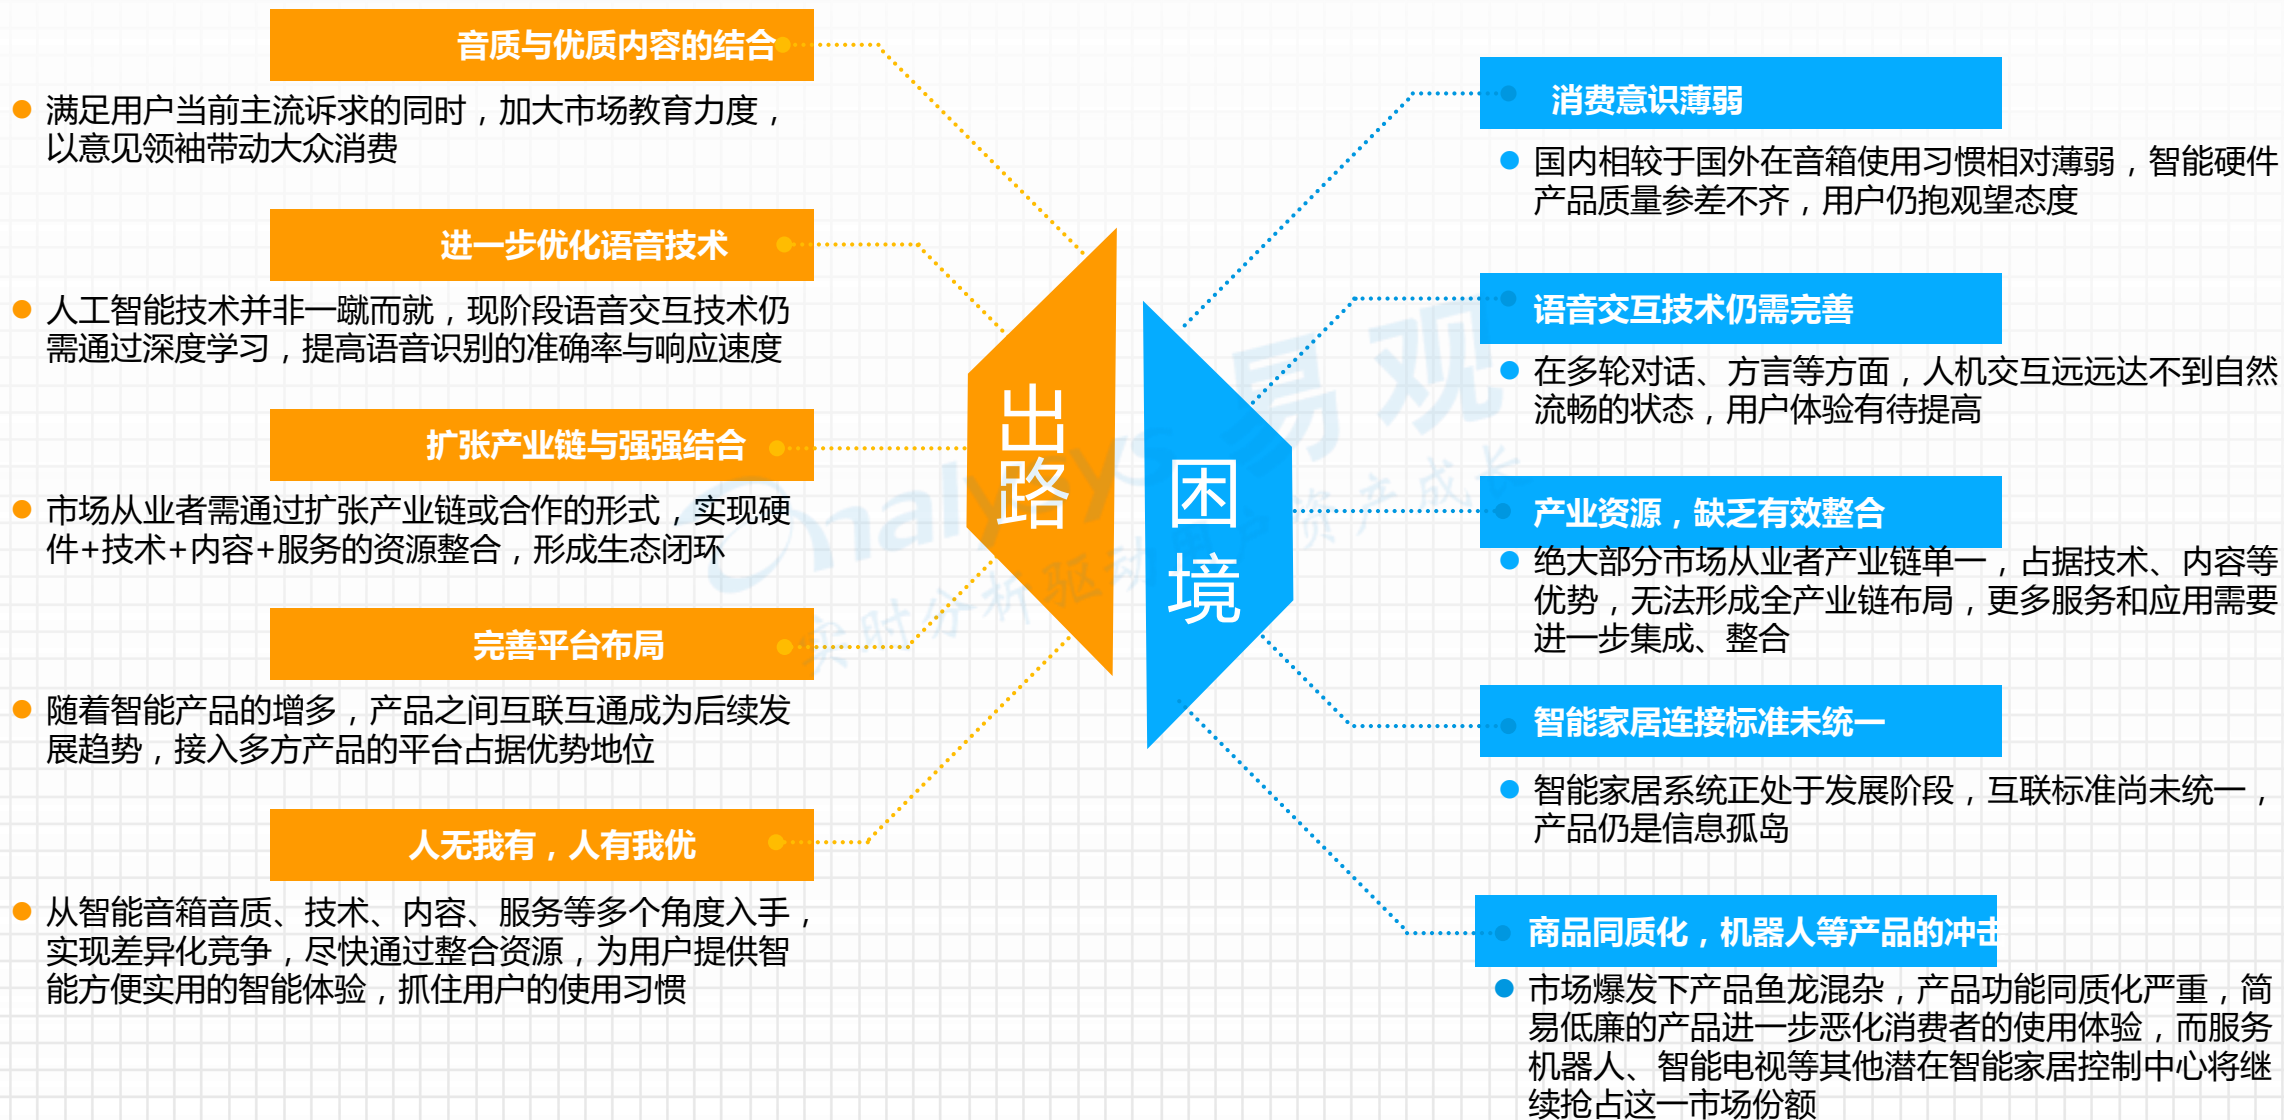 音质与优质内容的结合
满足用户当前主流诉求的同时，加大市场教育力度，
以意见领袖带动大众消费
进一步优化语音技术
人工智能技术并非一蹴而就，现阶段语音交互技术仍
需通过深度学习，提高语音识别的准确率与响应速度
扩张产业链与强强结合
市场从业者需通过扩张产业链或合作的形式，实现硬
件+技术+内容+服务的资源整合，形成生态闭环
完善平台布局
随着智能产品的增多，产品之间互联互通成为后续发
展趋势，接入多方产品的平台占据优势地位
人无我有，人有我优
从智能音箱音质、技术、内容、服务等多个角度入手，
实现差异化竞争，尽快通过整合资源，为用户提供智
能方便实用的智能体验，抓住用户的使用习惯
出
路
困
境
消费意识薄弱
国内相较于国外在音箱使用习惯相对薄弱，智能硬件
产品质量参差不齐，用户仍抱观望态度
语音交互技术仍需完善
在多轮对话、方言等方面，人机交互远远达不到自然
流畅的状态，用户体验有待提高
产业资源，缺乏有效整合
绝大部分市场从业者产业链单一，占据技术、内容等
优势，无法形成全产业链布局，更多服务和应用需要
进一步集成、整合
智能家居连接标准未统一
智能家居系统正处于发展阶段，互联标准尚未统一，
产品仍是信息孤岛
商品同质化，机器人等产品的冲击
市场爆发下产品鱼龙混杂，产品功能同质化严重，简
易低廉的产品进一步恶化消费者的使用体验，而服务
机器人、智能电视等其他潜在智能家居控制中心将继
续抢占这一市场份额
analysys 易观
实时分析驱动用户资产成长